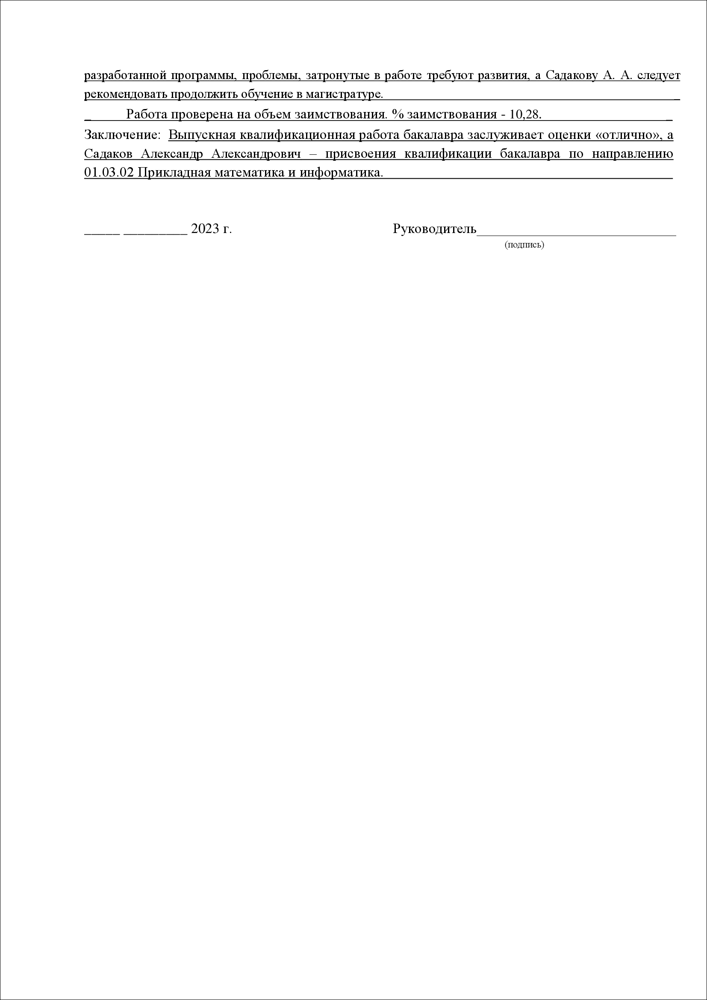 разработанной программы, проблемы, затронутые в работе требуют развития, а Садакову А. А. следует
рекомендовать продолжить обучение в магистратуре. _
_ Работа проверена на объем заимствования. % заимствования - 10,28. _
Заключение: Выпускная квалификационная работа бакалавра заслуживает оценки «отлично», а
Садаков Александр Александрович – присвоения квалификации бакалавра по направлению
01.03.02 Прикладная математика и информатика.
_____ _________ 2023 г. Руководитель____________________________
(подпись)